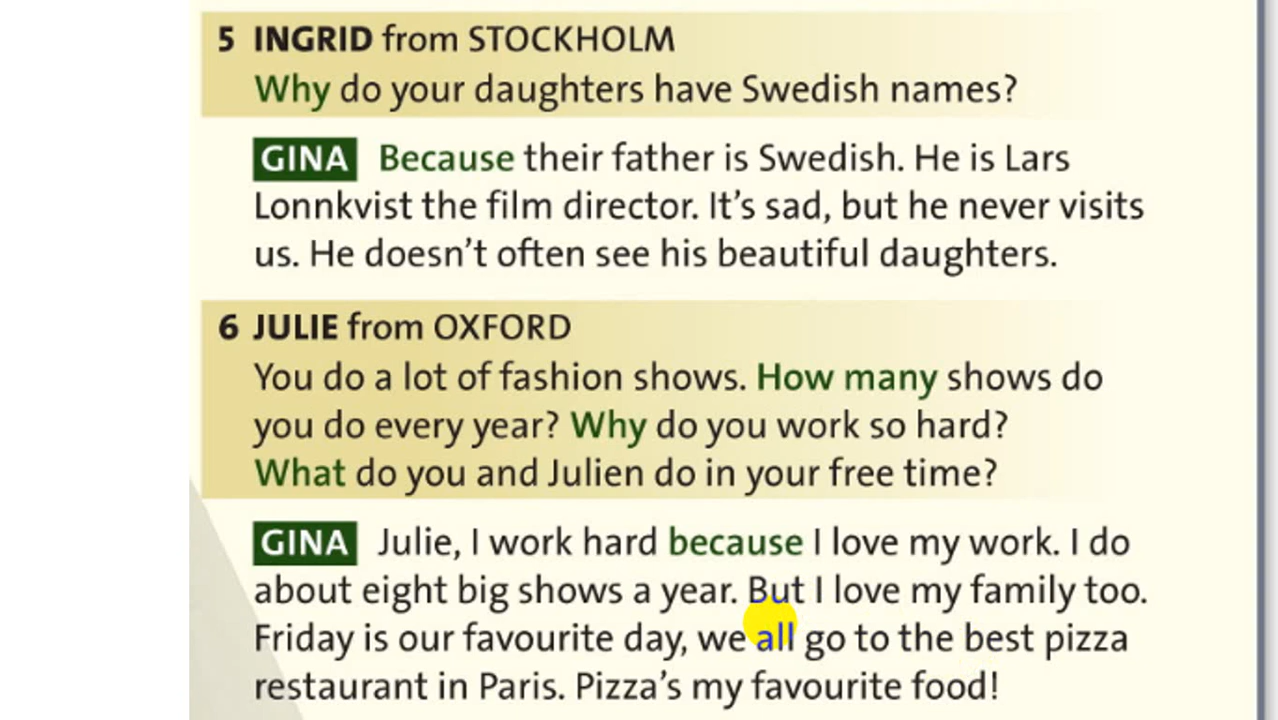 5 INGRID from STOCKHOLM
Why do your daughters have Swedish names?
GINA Because their father is Swedish. He is Lars
Lonnkvist the film director. It’s sad, but he never visits
us. He doesn’t often see his beautiful daughters.
6 JULIE from OXFORD
You do a lot of fashion shows. How many shows do
you do every year? Why do you work so hard?
What do you and Julien do in your free time?
GINA Julie, I work hard because I love my work. I do
about eight big shows a year. But I love my family too.
Friday is our favourite day, we all go to the best pizza
restaurant in Paris. Pizza’s my favourite food!